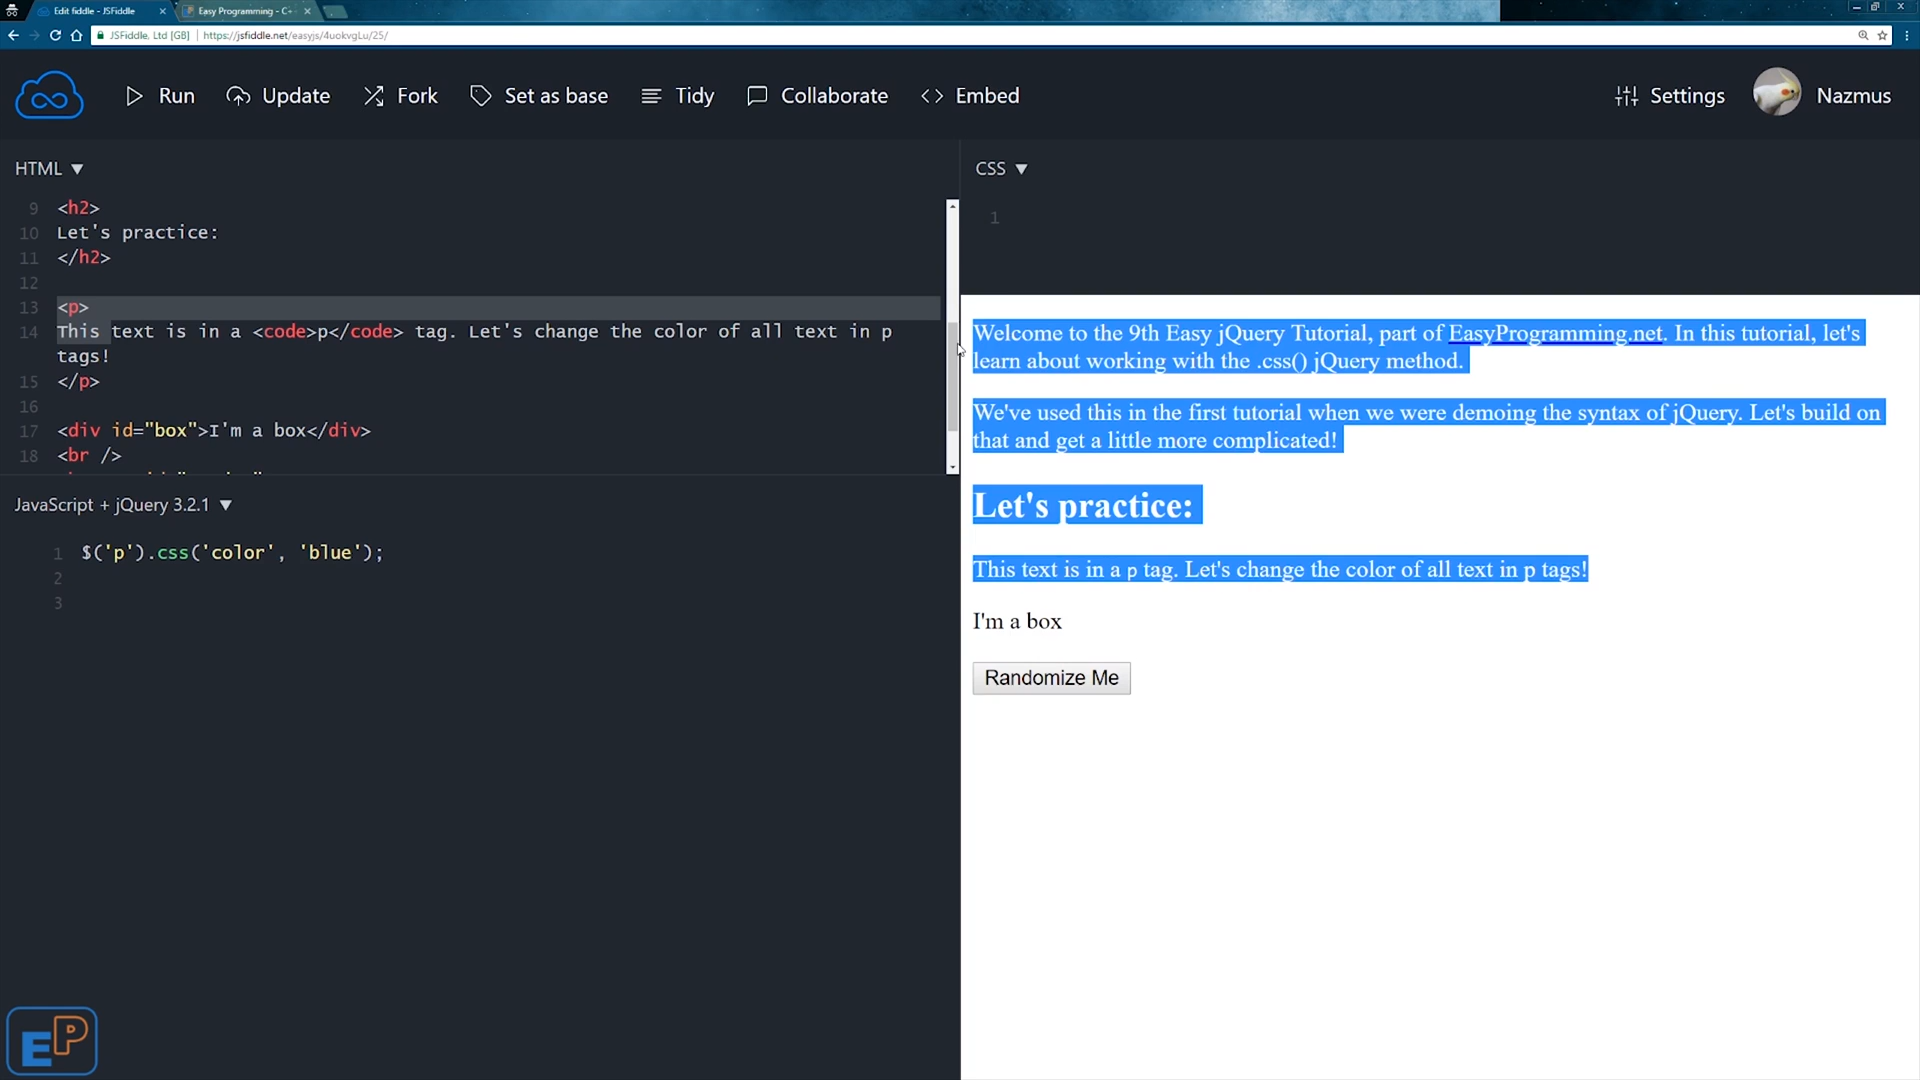 Edit fiddle - JSFiddle
Easy Programming - C+
JSFiddle, Ltd [GB] | https://jsfiddle.net/easyjs/4uokvgLu/25/
Run Update Fork Set as base Tidy Collaborate Embed Settings Nazmus
HTML ▼
9 <h2>
10 Let's practice:
11 </h2>
12
13 <p>
14 This text is in a <code>p</code> tag. Let's change the color of all text in p
tags!
15 </p>
16
17 <div id="box">I'm a box</div>
18 <br />
JavaScript + jQuery 3.2.1 ▼
1 $('p').css('color', 'blue');
2
3
CSS ▼
1
Welcome to the 9th Easy jQuery Tutorial, part of EasyProgramming.net. In this tutorial, let's
learn about working with the .css() jQuery method.
We've used this in the first tutorial when we were demoing the syntax of jQuery. Let's build on
that and get a little more complicated!
Let's practice:
This text is in a p tag. Let's change the color of all text in p tags!
I'm a box
Randomize Me
EP